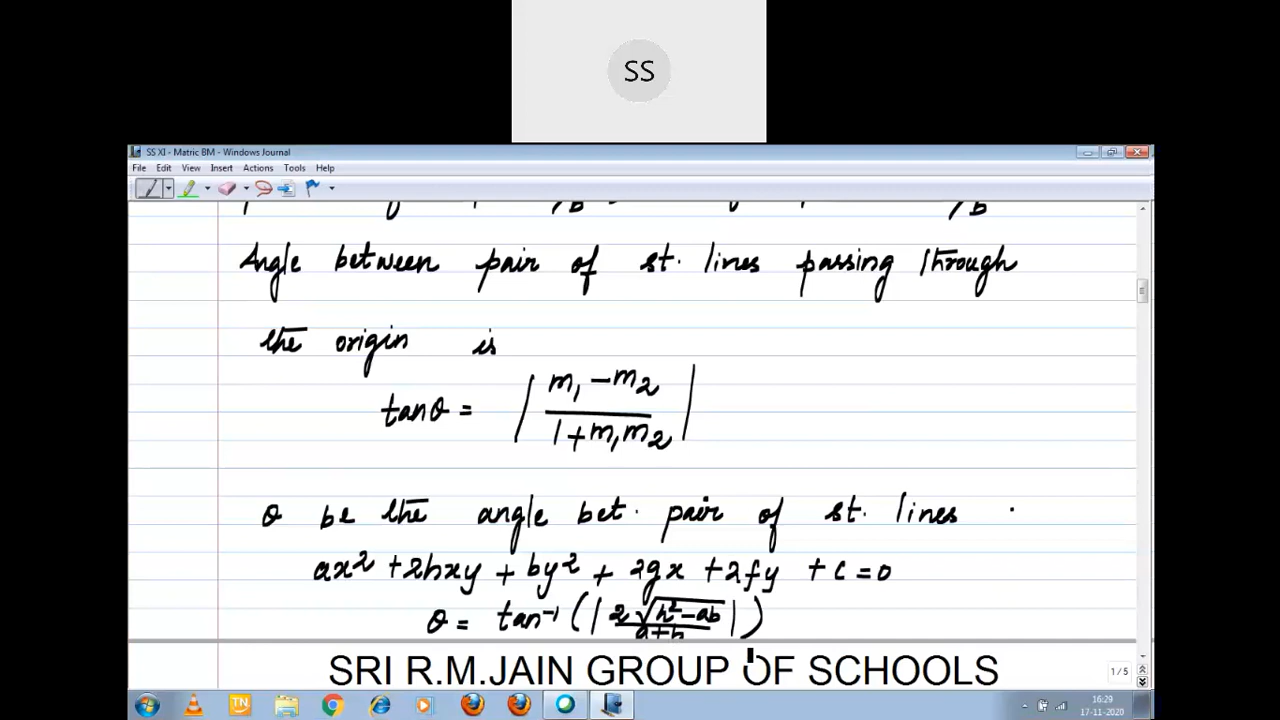 SS
SS XI - Matric BM - Windows Journal
File Edit View Insert Actions Tools Help
Angle between pair of st. lines passing through
the origin is
tanθ = | m₁ - m₂ / 1 + m₁m₂ |
θ be the angle bet. pair of st. lines .
ax² + 2hxy + by² + 2gx + 2fy + c = 0
θ = tan⁻¹ ( | 2√h² - ab / a + b | )
SRI R.M.JAIN GROUP OF SCHOOLS
1/5
TN
16:29
17-11-2020